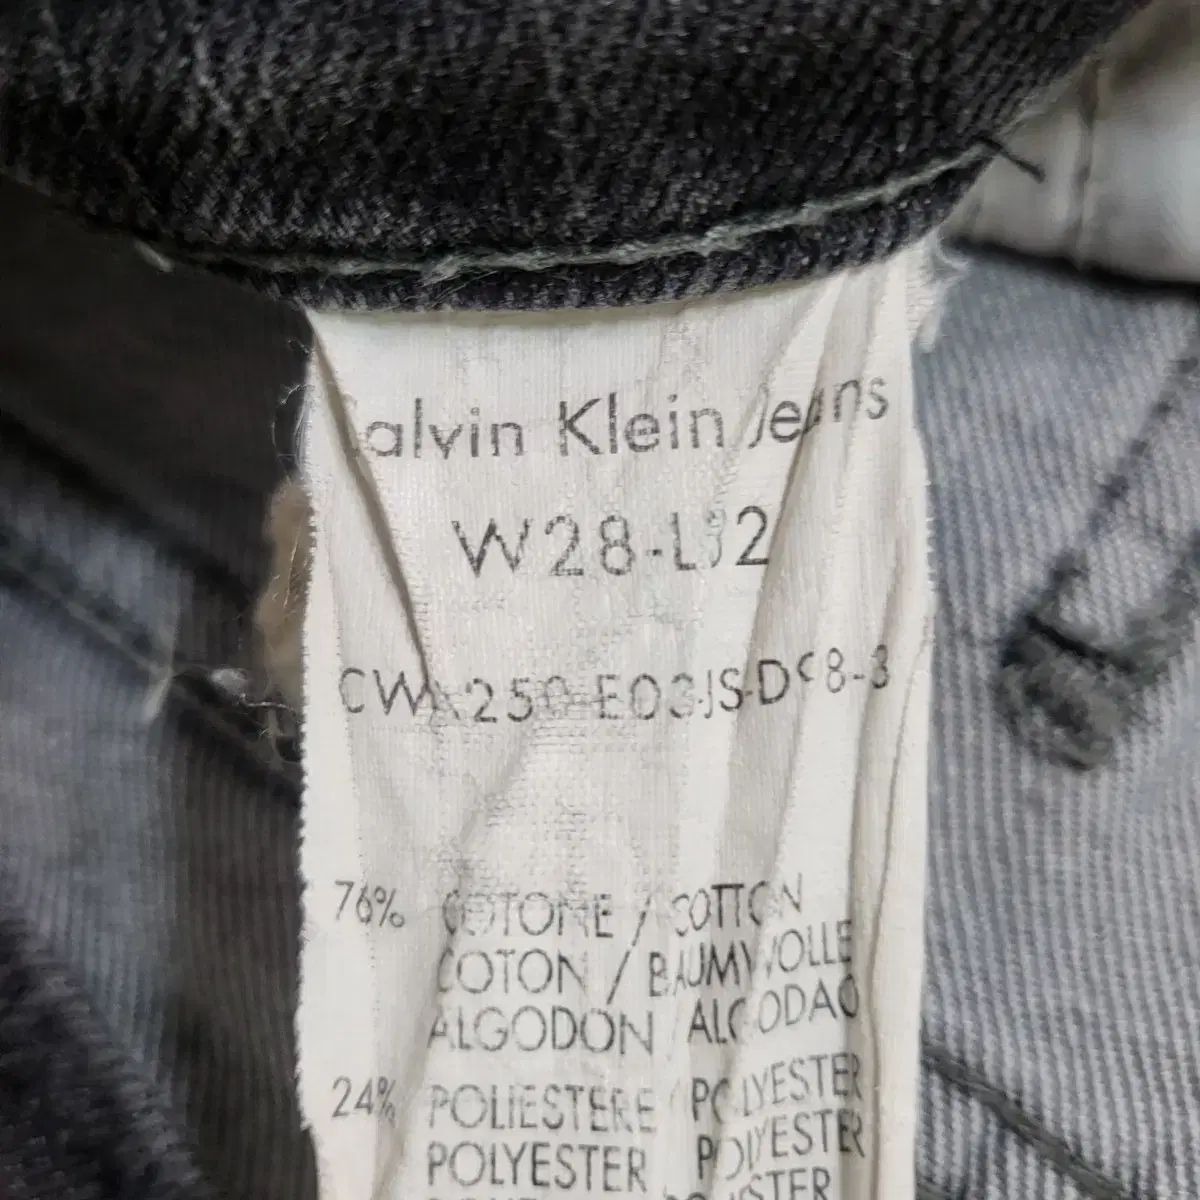 Calvin Klein Jeans
W28-L32
76% COTONE / COTTON
COTON / BAUMWOLLE
ALGODON / ALGODAO
24% POLIESTERE / POLYESTER
POLYESTER / POLYESTER